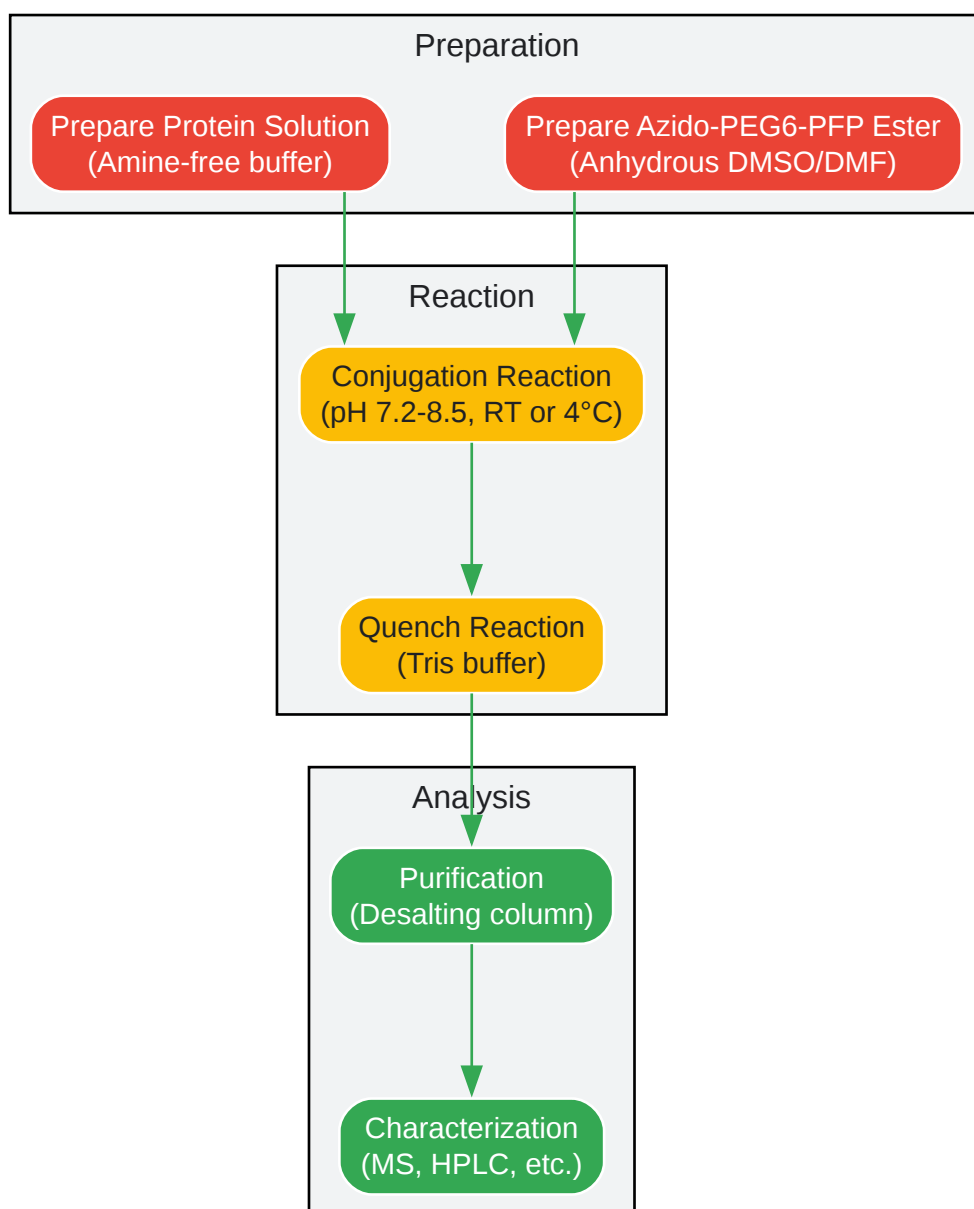 Preparation
Prepare Protein Solution
(Amine-free buffer)
Prepare Azido-PEG6-PFP Ester
(Anhydrous DMSO/DMF)
Reaction
Conjugation Reaction
(pH 7.2-8.5, RT or 4°C)
Quench Reaction
(Tris buffer)
Analysis
Purification
(Desalting column)
Characterization
(MS, HPLC, etc.)